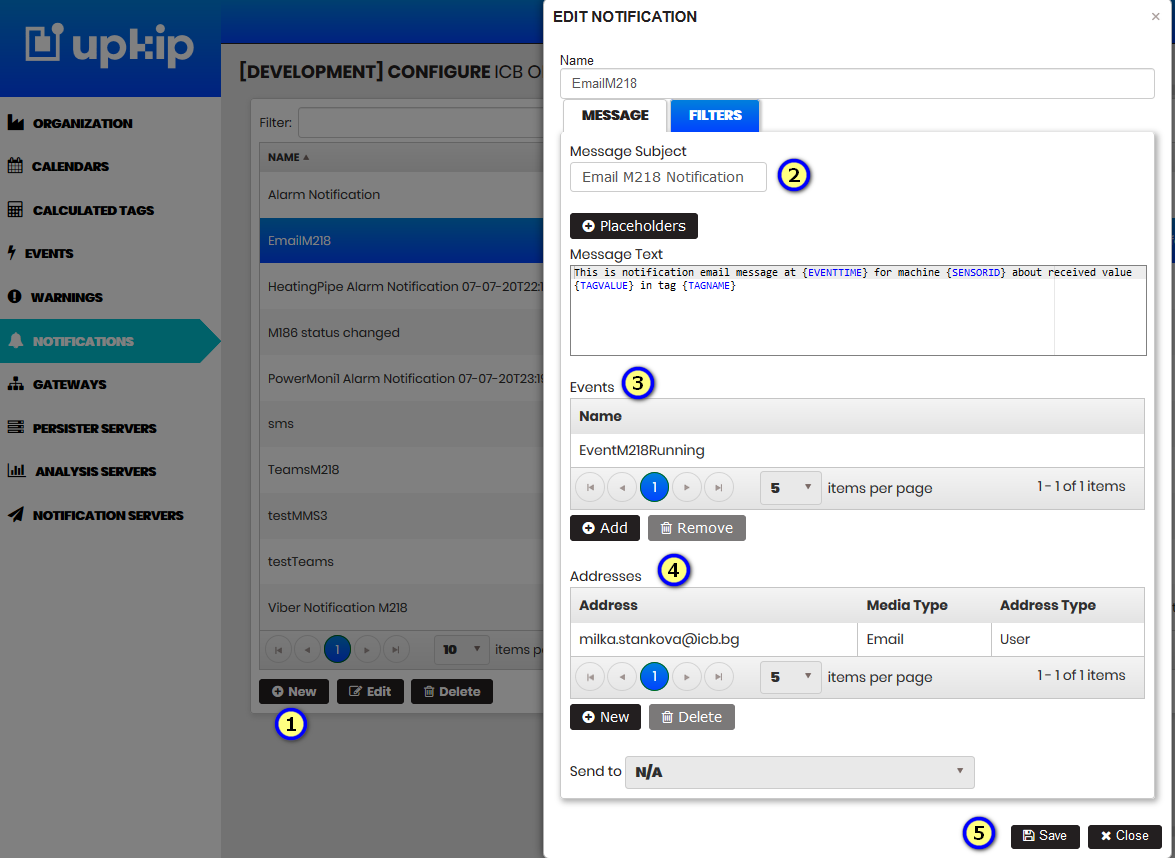 upkip
ORGANIZATION
CALENDARS
CALCULATED TAGS
EVENTS
WARNINGS
NOTIFICATIONS
GATEWAYS
PERSISTER SERVERS
ANALYSIS SERVERS
NOTIFICATION SERVERS
[DEVELOPMENT] CONFIGURE ICB O
Filter:
NAME
Alarm Notification
EmailM218
HeatingPipe Alarm Notification 07-07-20T22:1
M186 status changed
PowerMoni1 Alarm Notification 07-07-20T23:19
sms
TeamsM218
testMMS3
testTeams
Viber Notification M218
1
10
items p
New
Edit
Delete
1
EDIT NOTIFICATION
×
Name
EmailM218
MESSAGE
FILTERS
Message Subject
Email M218 Notification
2
Placeholders
Message Text
This is notification email message at {EVENTTIME} for machine {SENSORID} about received value
{TAGVALUE} in tag {TAGNAME}
Events
3
Name
EventM218Running
1
5
items per page
1 - 1 of 1 items
Add
Remove
Addresses
4
Address Media Type Address Type
milka.stankova@icb.bg Email User
1
5
items per page
1 - 1 of 1 items
New
Delete
Send to
N/A
5
Save
Close